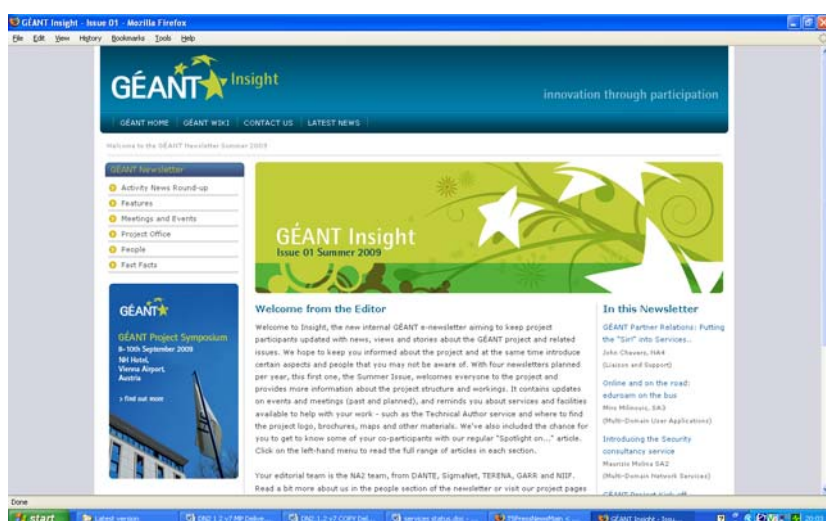 GÉANT Insight - Issue 01 - Mozilla Firefox
File Edit View History Bookmarks Tools Help
GÉANT Insight
innovation through participation
GÉANT HOME GÉANT WIKI CONTACT US LATEST NEWS
Welcome to the GÉANT Newsletter Summer 2009
GÉANT Newsletter
Activity News Round-up
Features
Meetings and Events
Project Office
People
Fast Facts
GÉANT Insight
Issue 01 Summer 2009
GÉANT
GÉANT Project Symposium
8-10th September 2009
NH Hotel,
Vienna Airport,
Austria
> find out more
Welcome from the Editor
Welcome to Insight, the new internal GÉANT e-newsletter aiming to keep project
participants updated with news, views and stories about the GÉANT project and related
issues. We hope to keep you informed about the project and at the same time introduce
certain aspects and people that you may not be aware of. With four newsletters planned
per year, this first one, the Summer Issue, welcomes everyone to the project and
provides more information about the project structure and workings. It contains updates
on events and meetings (past and planned), and reminds you about services and facilities
available to help with your work - such as the Technical Author service and where to find
the project logo, brochures, maps and other materials. We've also included the chance for
you to get to know some of your co-participants with our regular "Spotlight on..." article.
Click on the left-hand menu to read the full range of articles in each section.
Your editorial team is the NA2 team, from DANTE, SigmaNet, TERENA, GARR and NIIF.
Read a bit more about us in the people section of the newsletter or visit our project pages
In this Newsletter
GÉANT Partner Relations: Putting
the "Sir!" into Services..
John Chevers, NA4
(Liaison and Support)
Online and on the road:
eduroam on the bus
Miro Milinovic, SA3
(Multi-Domain User Applications)
Introducing the Security
consultancy service
Maurizio Molina SA2
(Multi-Domain Network Services)
GÉANT Project Kick-off
Done
start
Latest version
services status.doc
GÉANT Insight - Issu...
20:03